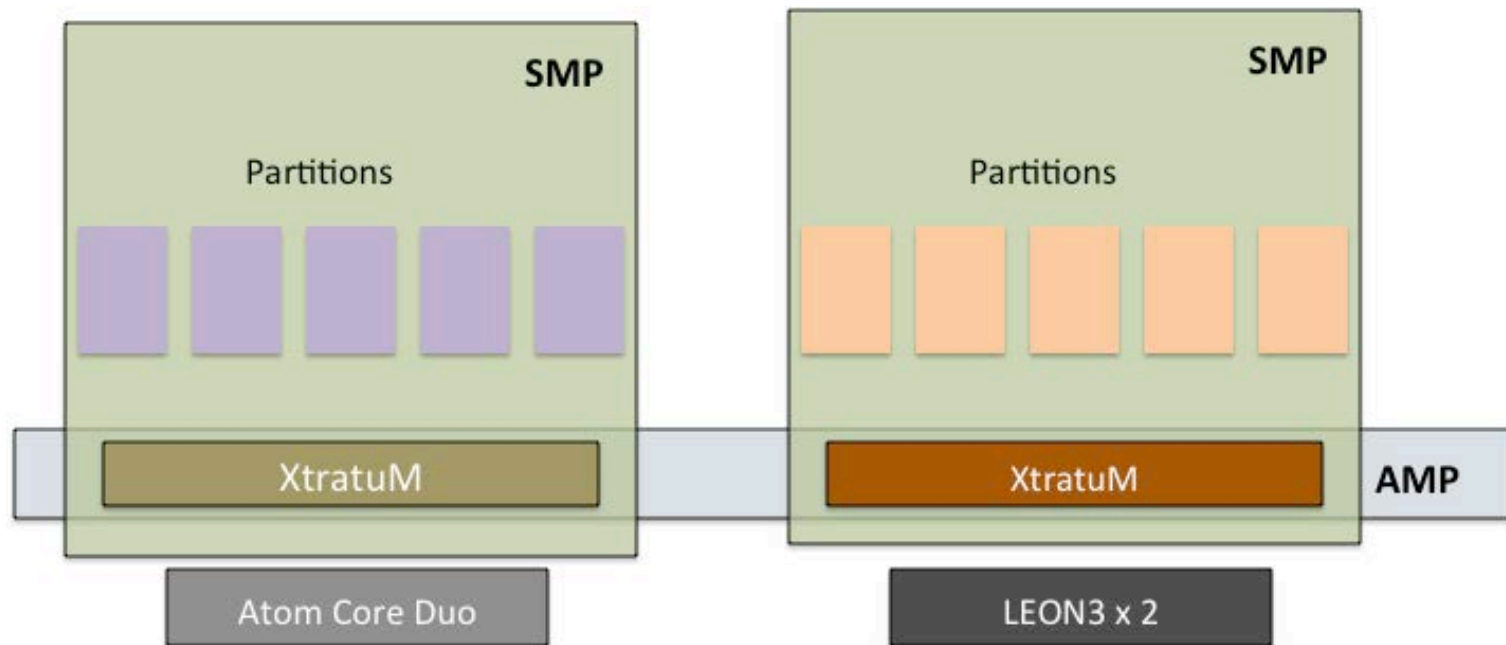 SMP
SMP
Partitions
Partitions
XtratuM
XtratuM
AMP
Atom Core Duo
LEON3 x 2